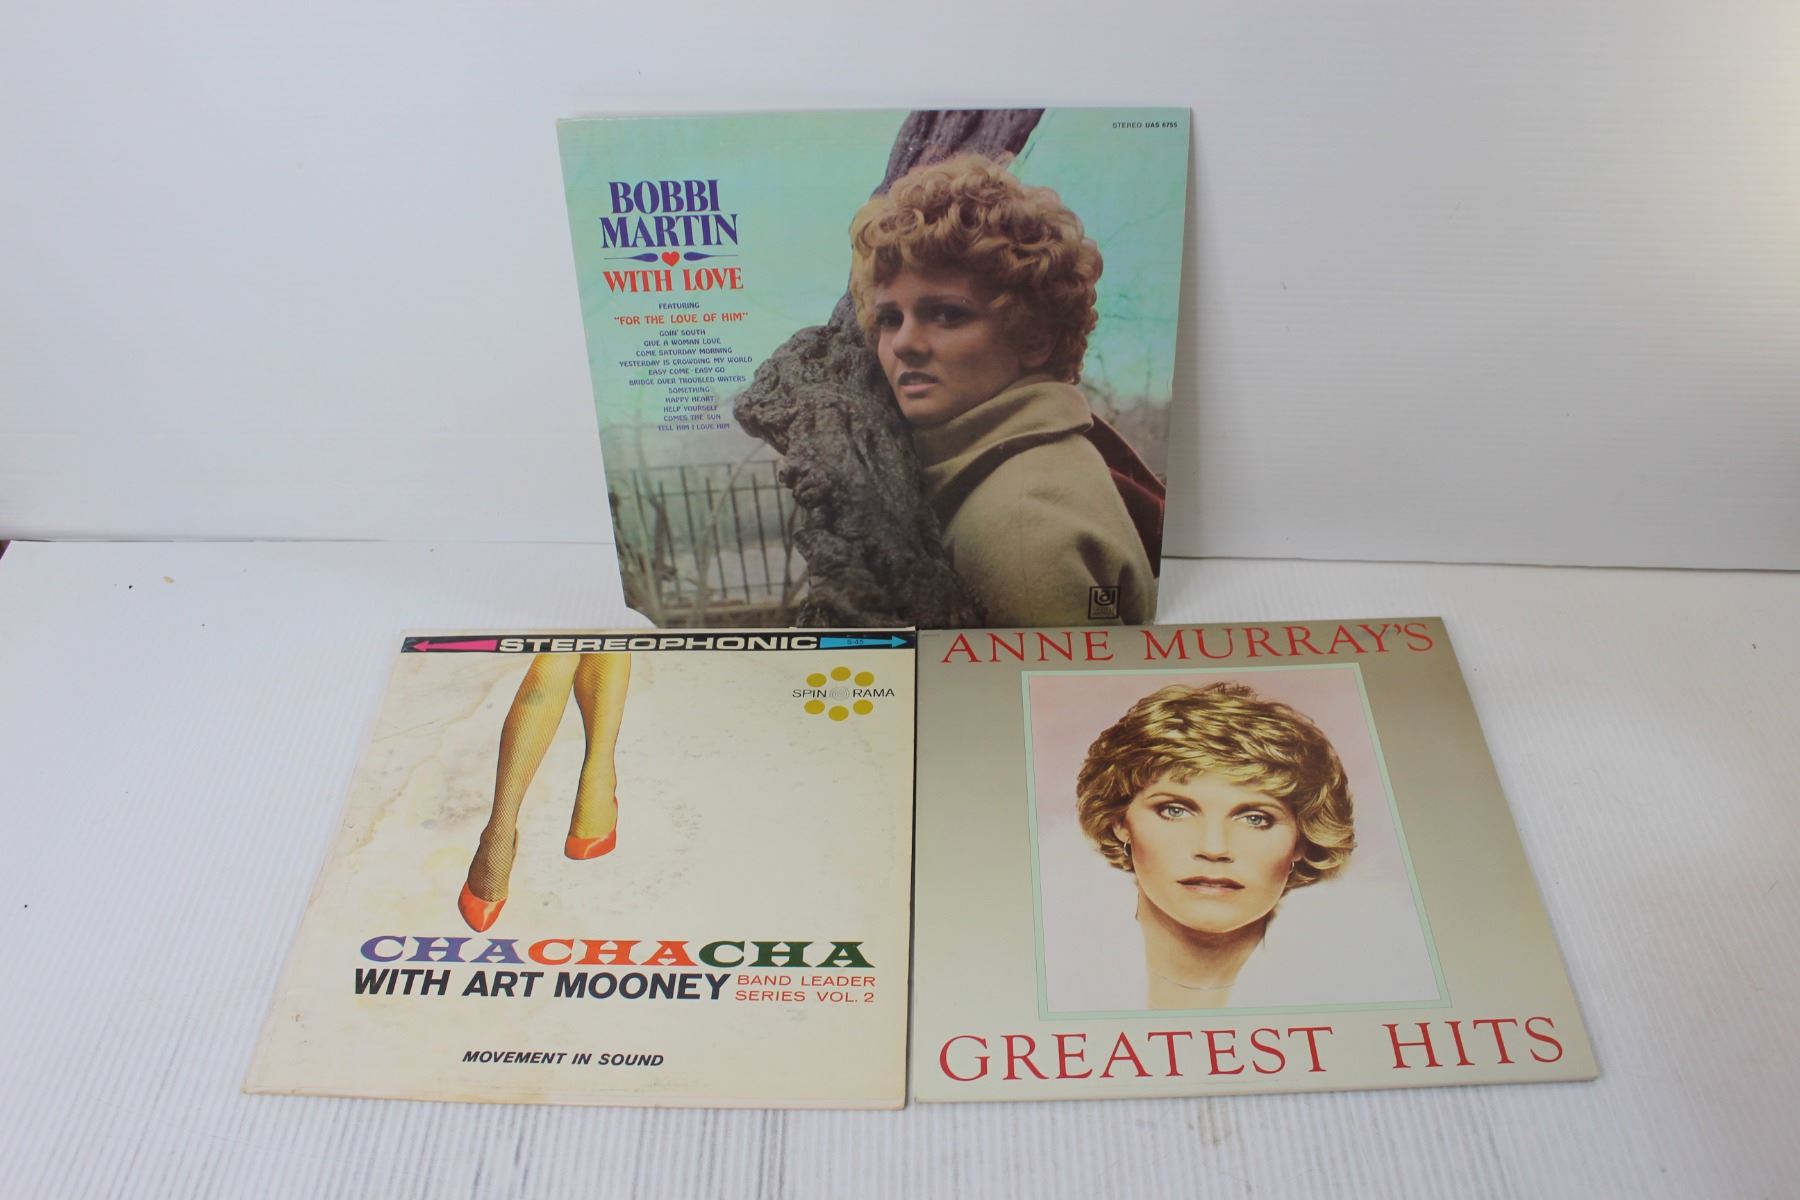 STEREO UAS 6755
BOBBI
MARTIN
WITH LOVE
FEATURING
"FOR THE LOVE OF HIM"
GOIN' SOUTH
GIVE A WOMAN LOVE
COME SATURDAY MORNING
YESTERDAY IS CROWDING MY WORLD
EASY COME - EASY GO
BRIDGE OVER TROUBLED WATERS
SOMETHING
HAPPY HEART
HELP YOURSELF
COMES THE SUN
TELL HIM I LOVE HIM
STEREOPHONIC
S-45
SPIN O RAMA
CHACHACHA
WITH ART MOONEY
BAND LEADER
SERIES VOL. 2
MOVEMENT IN SOUND
ANNE MURRAY'S
GREATEST HITS